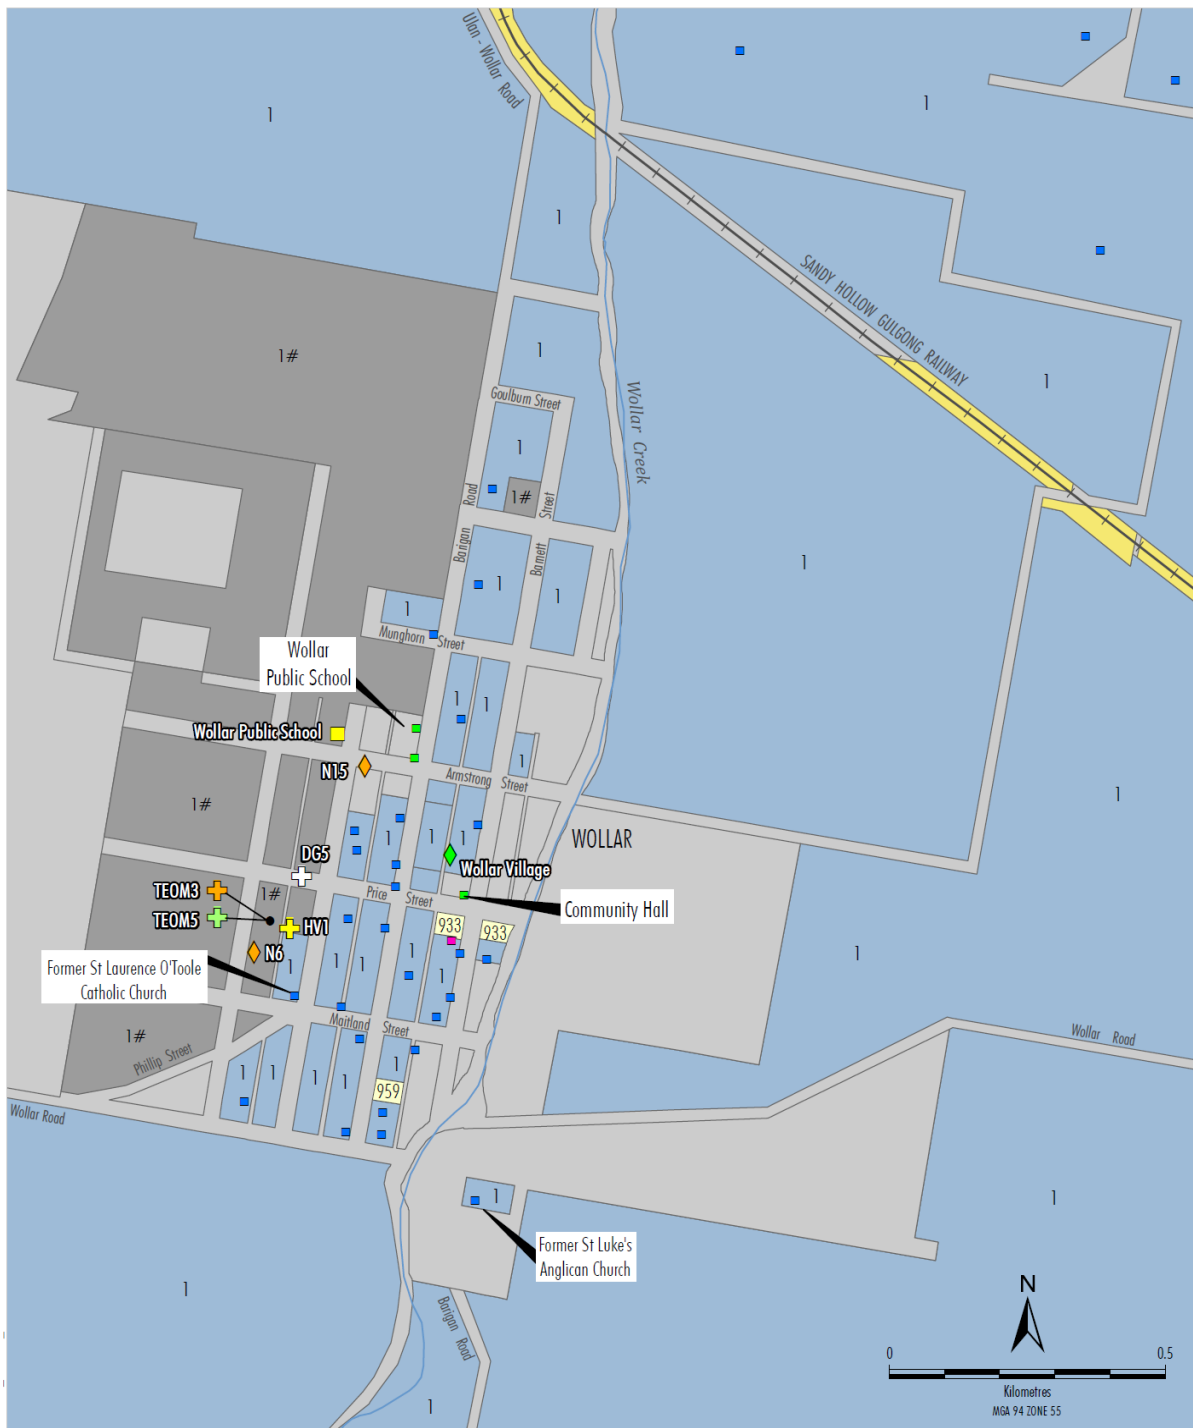 Ulan - Wollar Road
1
1
1
SANDY HOLLOW GULGONG RAILWAY
1#
1
1
Goulburn Street
Wollar Creek
1
1#
Barigan Road
Barnett Street
1
1
1
1
Munghorn Street
Wollar
Public School
1
1
Wollar Public School
N15
Armstrong Street
1
1
1#
1
1
1
WOLLAR
DG5
Wollar Village
TEOM3
1#
Price Street
Community Hall
TEOM5
HV1
933
933
N6
Former St Laurence O'Toole
Catholic Church
1
1
1
1
1
1
Maitland Street
1#
Phillip Street
Wollar Road
1
1
1
1
1
959
Wollar Road
1
1
Former St Luke's
Anglican Church
1
Barigan Road
1
N
0
0.5
Kilometres
MGA 94 ZONE 55